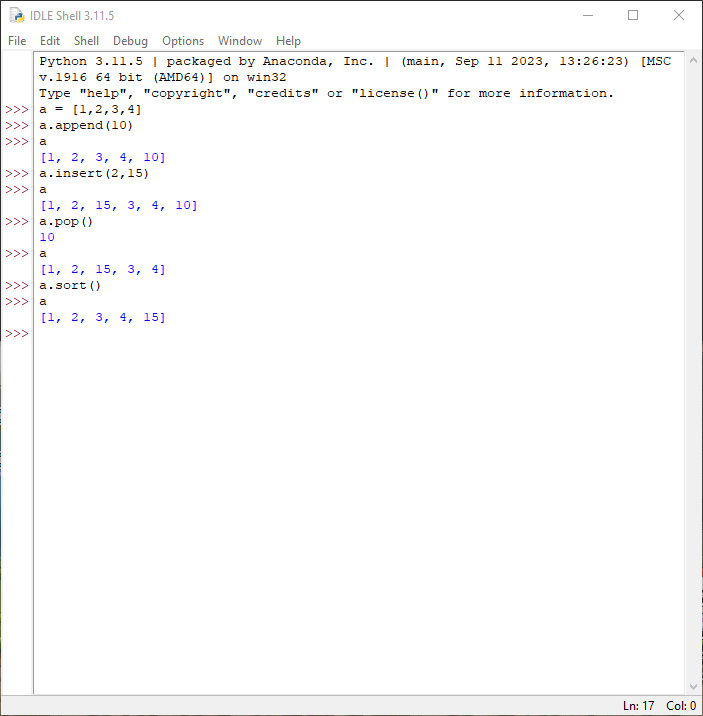 IDLE Shell 3.11.5
File Edit Shell Debug Options Window Help
Python 3.11.5 | packaged by Anaconda, Inc. | (main, Sep 11 2023, 13:26:23) [MSC
v.1916 64 bit (AMD64)] on win32
Type "help", "copyright", "credits" or "license()" for more information.
>>> a = [1,2,3,4]
>>> a.append(10)
>>> a
[1, 2, 3, 4, 10]
>>> a.insert(2,15)
>>> a
[1, 2, 15, 3, 4, 10]
>>> a.pop()
10
>>> a
[1, 2, 15, 3, 4]
>>> a.sort()
>>> a
[1, 2, 3, 4, 15]
>>>
Ln: 17 Col: 0